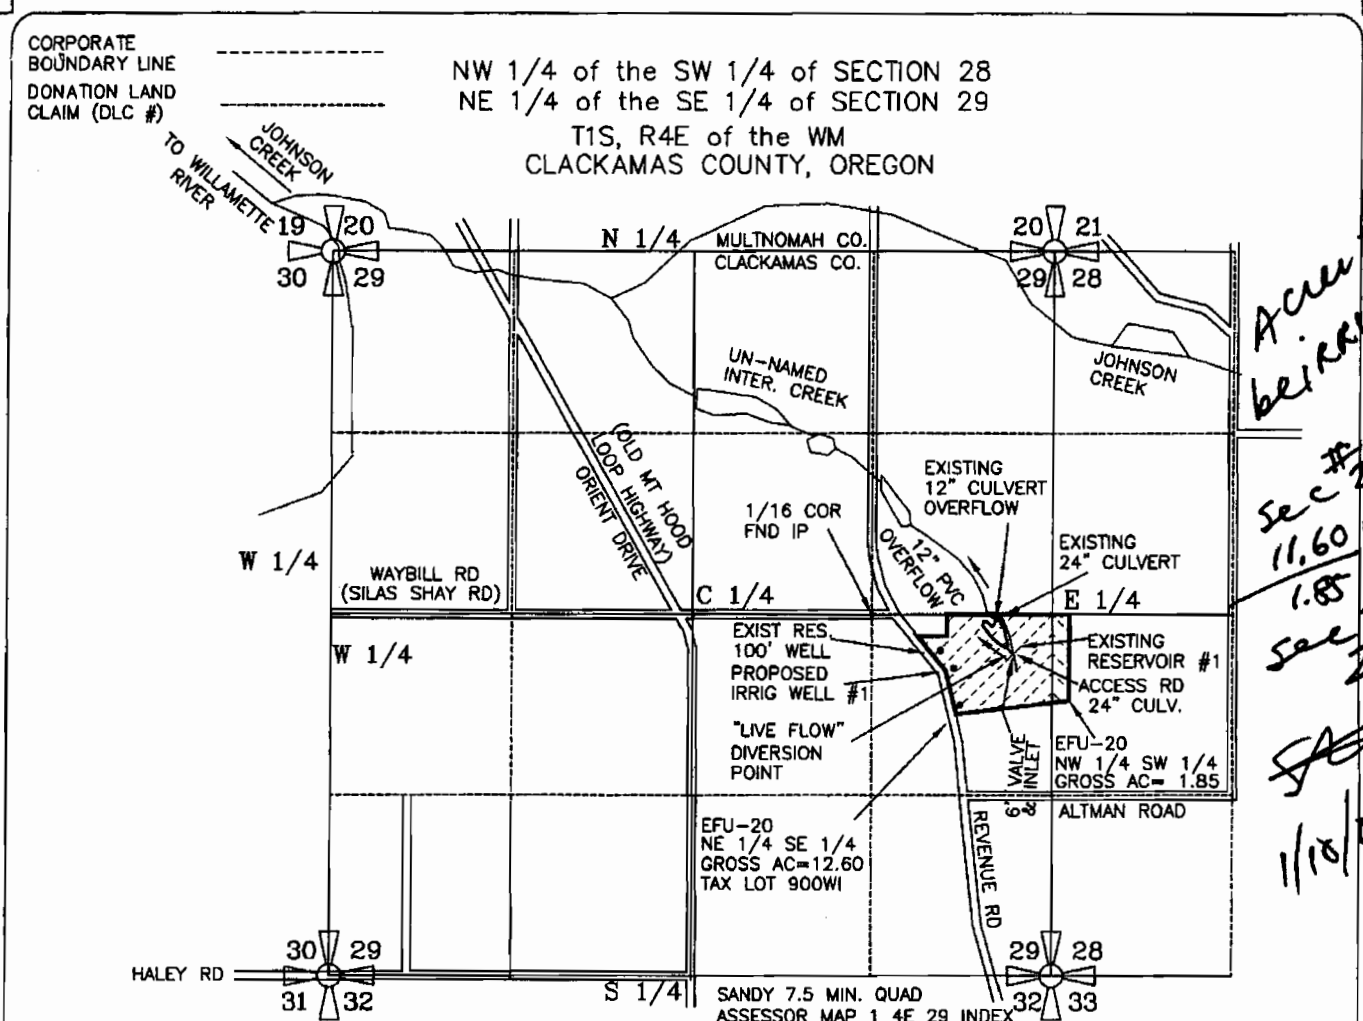 CORPORATE
BOUNDARY LINE
DONATION LAND
CLAIM (DLC #)
NW 1/4 of the SW 1/4 of SECTION 28
NE 1/4 of the SE 1/4 of SECTION 29
T1S, R4E of the WM
CLACKAMAS COUNTY, OREGON
JOHNSON
CREEK
TO WILLAMETTE
RIVER
19 20
30 29
N 1/4
MULTNOMAH CO.
CLACKAMAS CO.
20 21
29 28
UN-NAMED
INTER. CREEK
JOHNSON
CREEK
(OLD MT HOOD
LOOP HIGHWAY)
ORIENT DRIVE
EXISTING
12" CULVERT
OVERFLOW
1/16 COR
FND IP
12" PVC
OVERFLOW
EXISTING
24" CULVERT
W 1/4
WAYBILL RD
(SILAS SHAY RD)
C 1/4
E 1/4
W 1/4
EXIST RES.
100' WELL
PROPOSED
IRRIG WELL #1
EXISTING
RESERVOIR #1
ACCESS RD
24" CULV.
"LIVE FLOW"
DIVERSION
POINT
6" VALVE
& INLET
EFU-20
NW 1/4 SW 1/4
GROSS AC= 1.85
ALTMAN ROAD
EFU-20
NE 1/4 SE 1/4
GROSS AC=12.60
TAX LOT 900WI
REVENUE RD
30 29
31 32
HALEY RD
S 1/4
29 28
32 33
SANDY 7.5 MIN. QUAD
ASSESSOR MAP 1 4E 29 INDEX
sec #
11.60
1.85
sec
1/18/